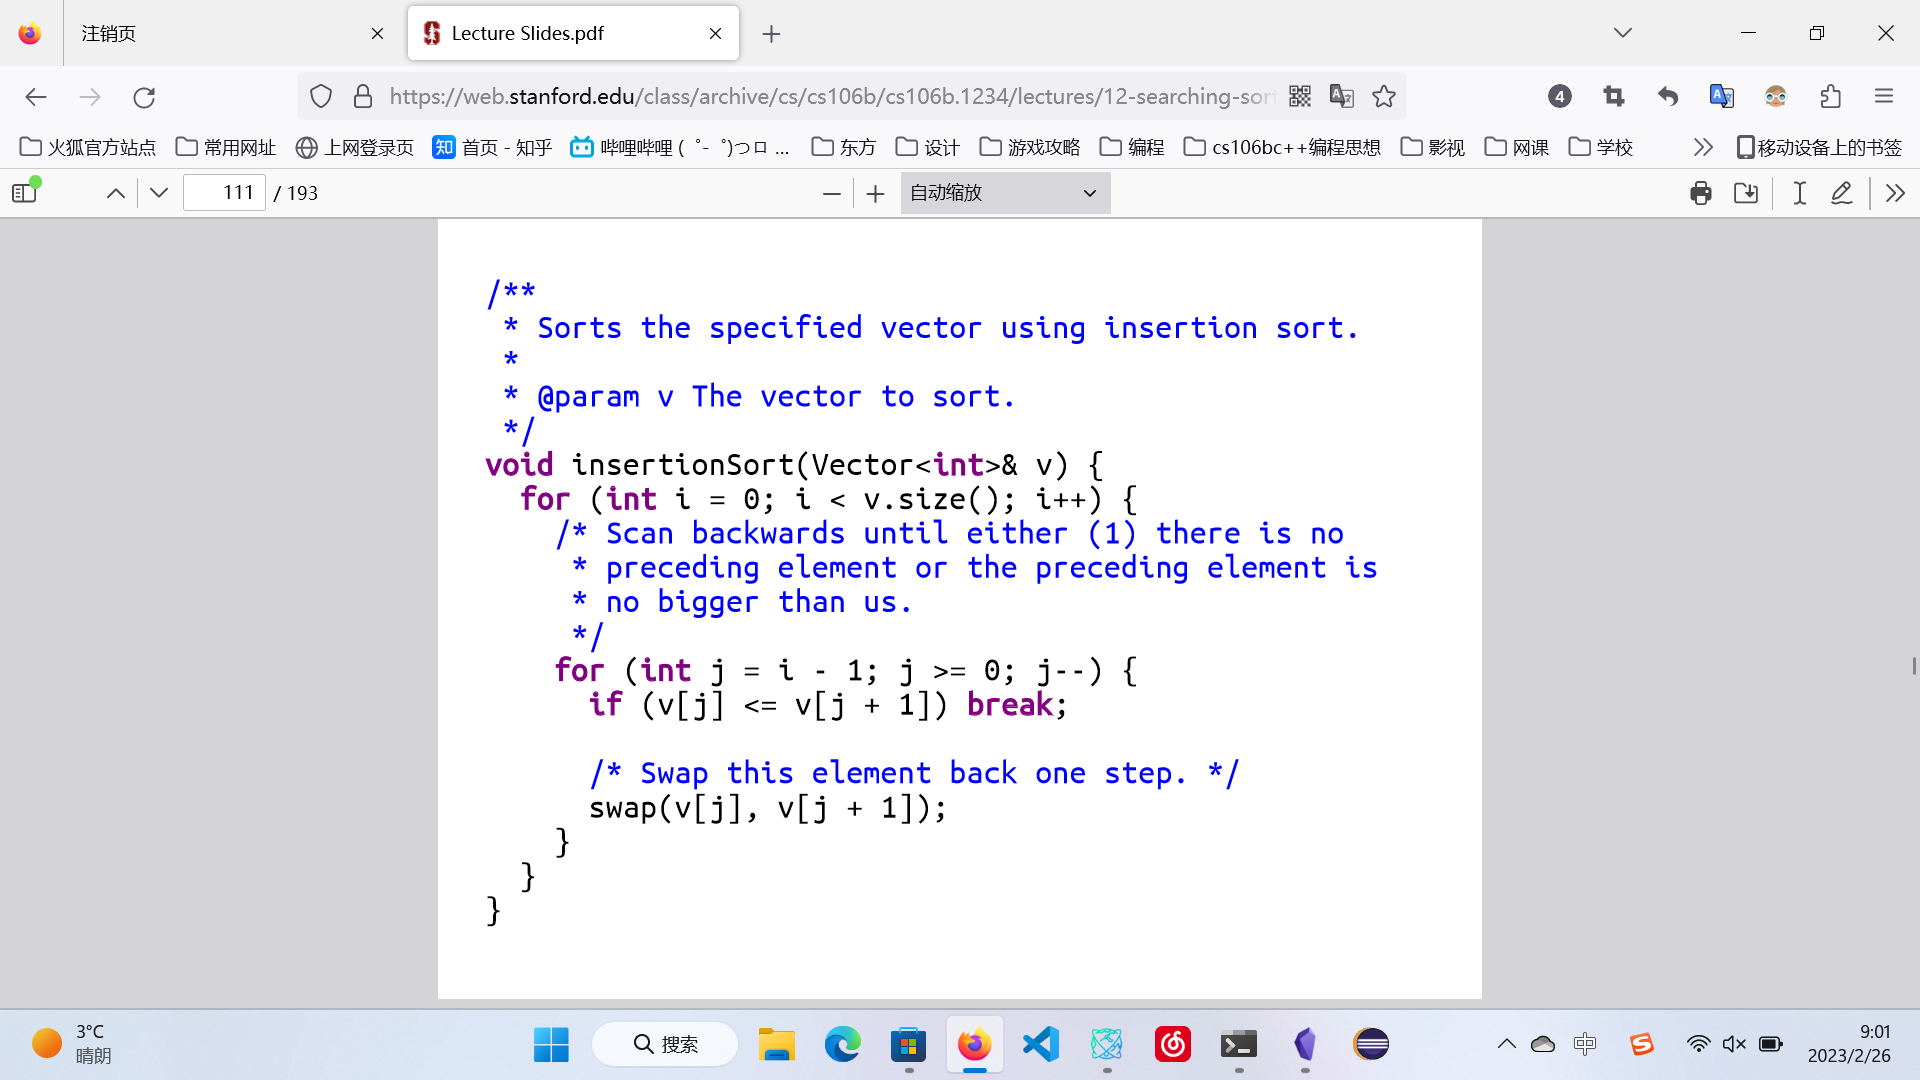 注销页
Lecture Slides.pdf
https://web.stanford.edu/class/archive/cs/cs106b/cs106b.1234/lectures/12-searching-sort
4
火狐官方站点
常用网址
上网登录页
知 首页 - 知乎
哔哩哔哩 ( ゜- ゜)つロ ...
东方
设计
游戏攻略
编程
cs106bc++编程思想
影视
网课
学校
移动设备上的书签
111 / 193
自动缩放
/**
 * Sorts the specified vector using insertion sort.
 *
 * @param v The vector to sort.
 */
void insertionSort(Vector<int>& v) {
  for (int i = 0; i < v.size(); i++) {
    /* Scan backwards until either (1) there is no
     * preceding element or the preceding element is
     * no bigger than us.
     */
    for (int j = i - 1; j >= 0; j--) {
      if (v[j] <= v[j + 1]) break;
      /* Swap this element back one step. */
      swap(v[j], v[j + 1]);
    }
  }
}
3°C
晴朗
搜索
中
9:01
2023/2/26